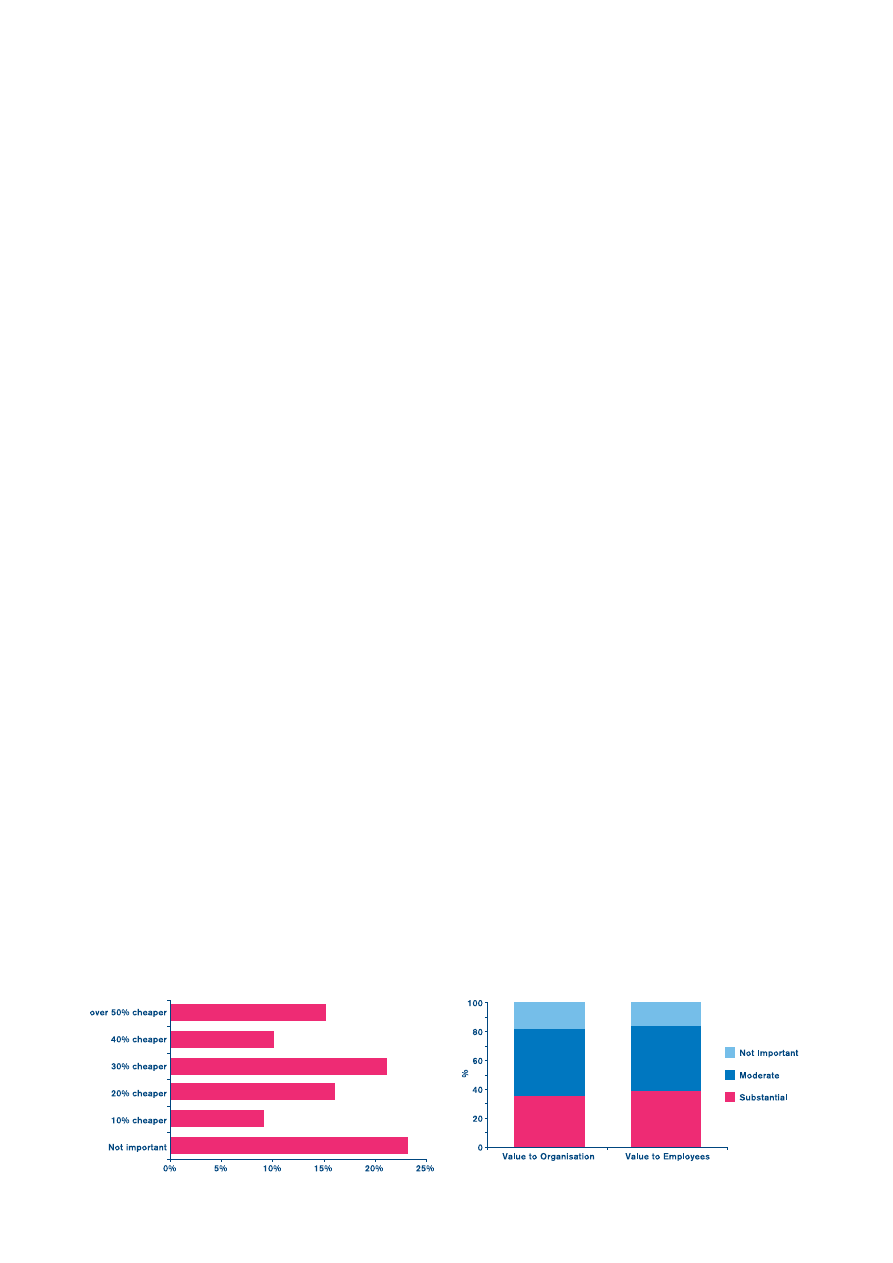 over 50% cheaper
40% cheaper
30% cheaper
20% cheaper
10% cheaper
Not important
0% 5% 10% 15% 20% 25%
100
80
60
40
20
0
%
Value to Organisation Value to Employees
Not Important
Moderate
Substantial